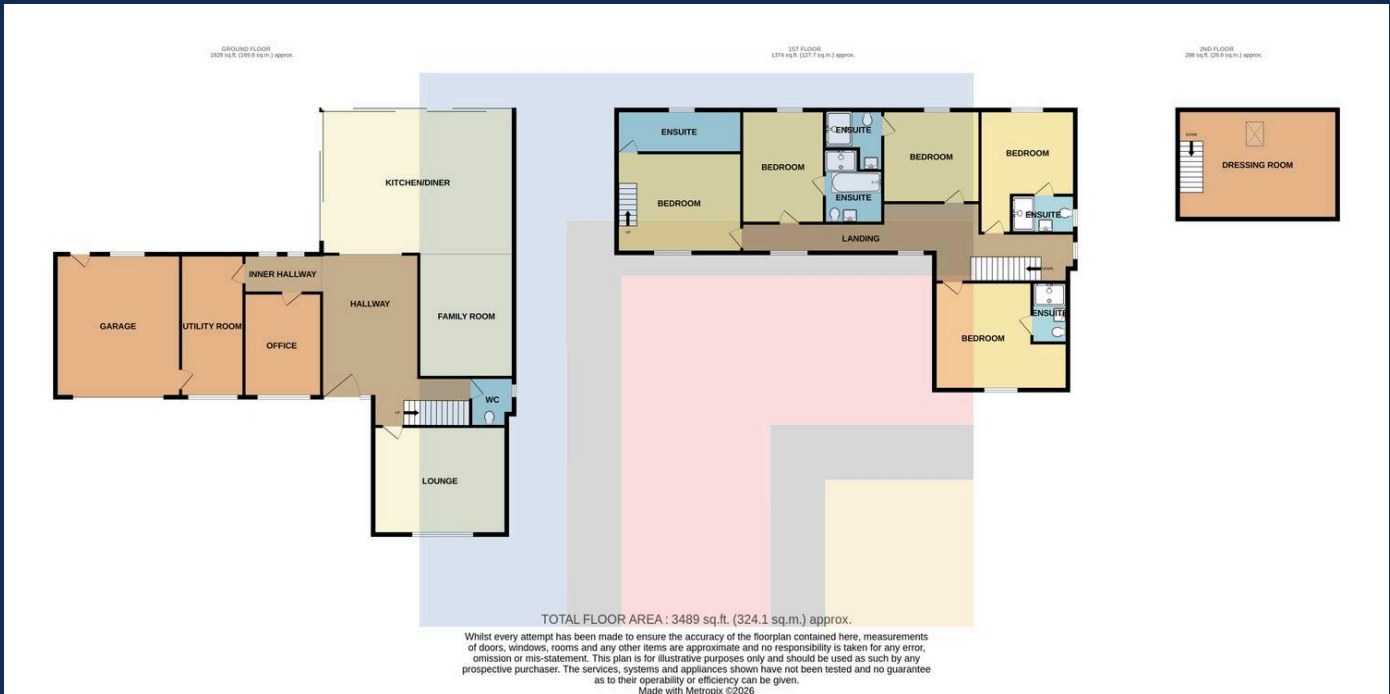 GROUND FLOOR
1828 sq.ft. (169.8 sq.m.) approx.
1ST FLOOR
1374 sq.ft. (127.7 sq.m.) approx.
2ND FLOOR
286 sq.ft. (26.6 sq.m.) approx.
KITCHEN/DINER
INNER HALLWAY
HALLWAY
GARAGE
UTILITY ROOM
OFFICE
FAMILY ROOM
WC
UP
LOUNGE
ENSUITE
ENSUITE
BEDROOM
BEDROOM
BEDROOM
BEDROOM
ENSUITE
BEDROOM
ENSUITE
UP
LANDING
DOWN
ENSUITE
BEDROOM
DOWN
DRESSING ROOM
TOTAL FLOOR AREA : 3489 sq.ft. (324.1 sq.m.) approx.
Whilst every attempt has been made to ensure the accuracy of the floorplan contained here, measurements
of doors, windows, rooms and any other items are approximate and no responsibility is taken for any error,
omission or mis-statement. This plan is for illustrative purposes only and should be used as such by any
prospective purchaser. The services, systems and appliances shown have not been tested and no guarantee
as to their operability or efficiency can be given.
Made with Metropix ©2026